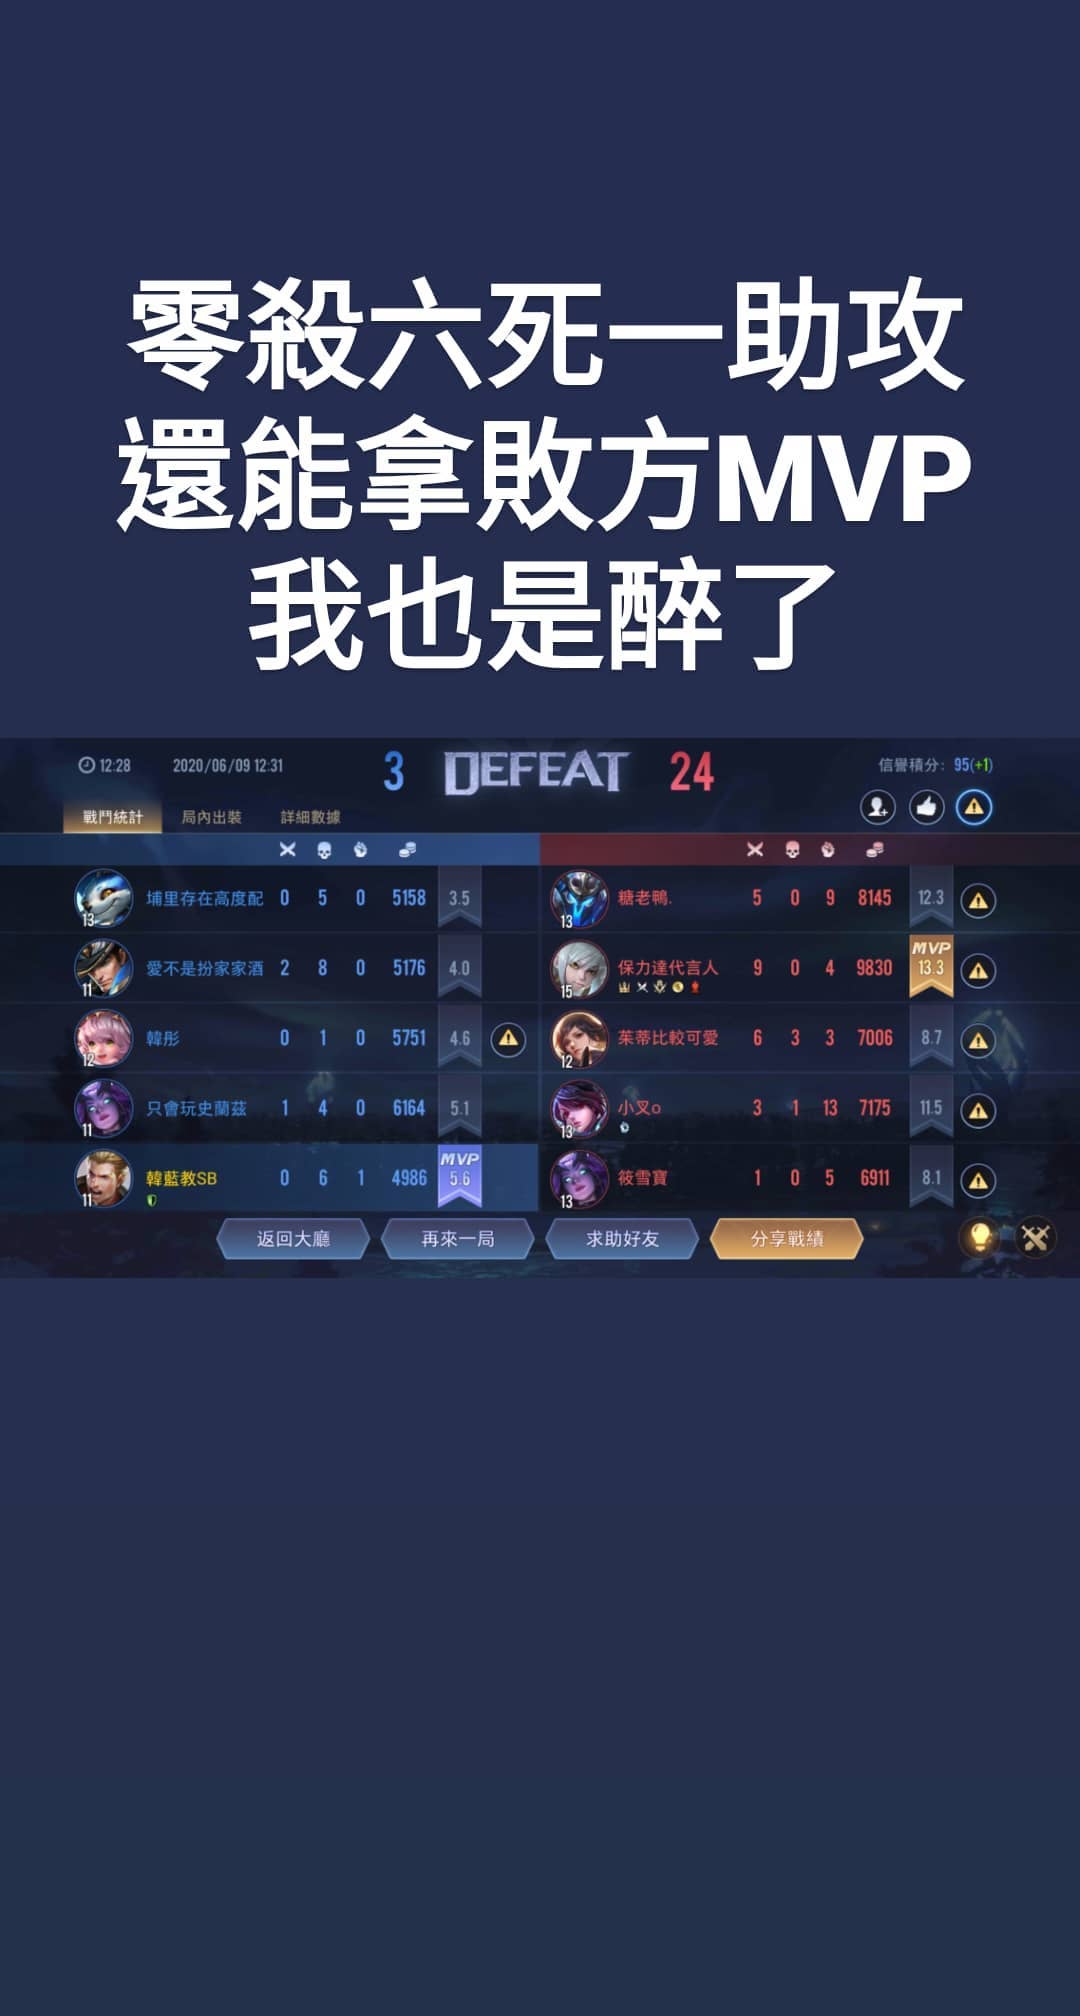 零殺六死一助攻
還能拿敗方MVP
我也是醉了
12:28 2020/06/09 12:31 3 DEFEAT 24 信譽積分: 95(+1)
戰鬥統計 局內出裝 詳細數據
13 埔里存在高度配 0 5 0 5158 3.5
11 愛不是扮家家酒 2 8 0 5176 4.0
12 韓彤 0 1 0 5751 4.6
11 只會玩史蘭茲 1 4 0 6164 5.1
11 韓藍教SB 0 6 1 4986 MVP 5.6
13 糖老鴨. 5 0 9 8145 12.3
15 保力達代言人 9 0 4 9830 MVP 13.3
12 茱蒂比較可愛 6 3 3 7006 8.7
13 小叉o 3 1 13 7175 11.5
13 筱雪寶 1 0 5 6911 8.1
返回大廳 再來一局 求助好友 分享戰績